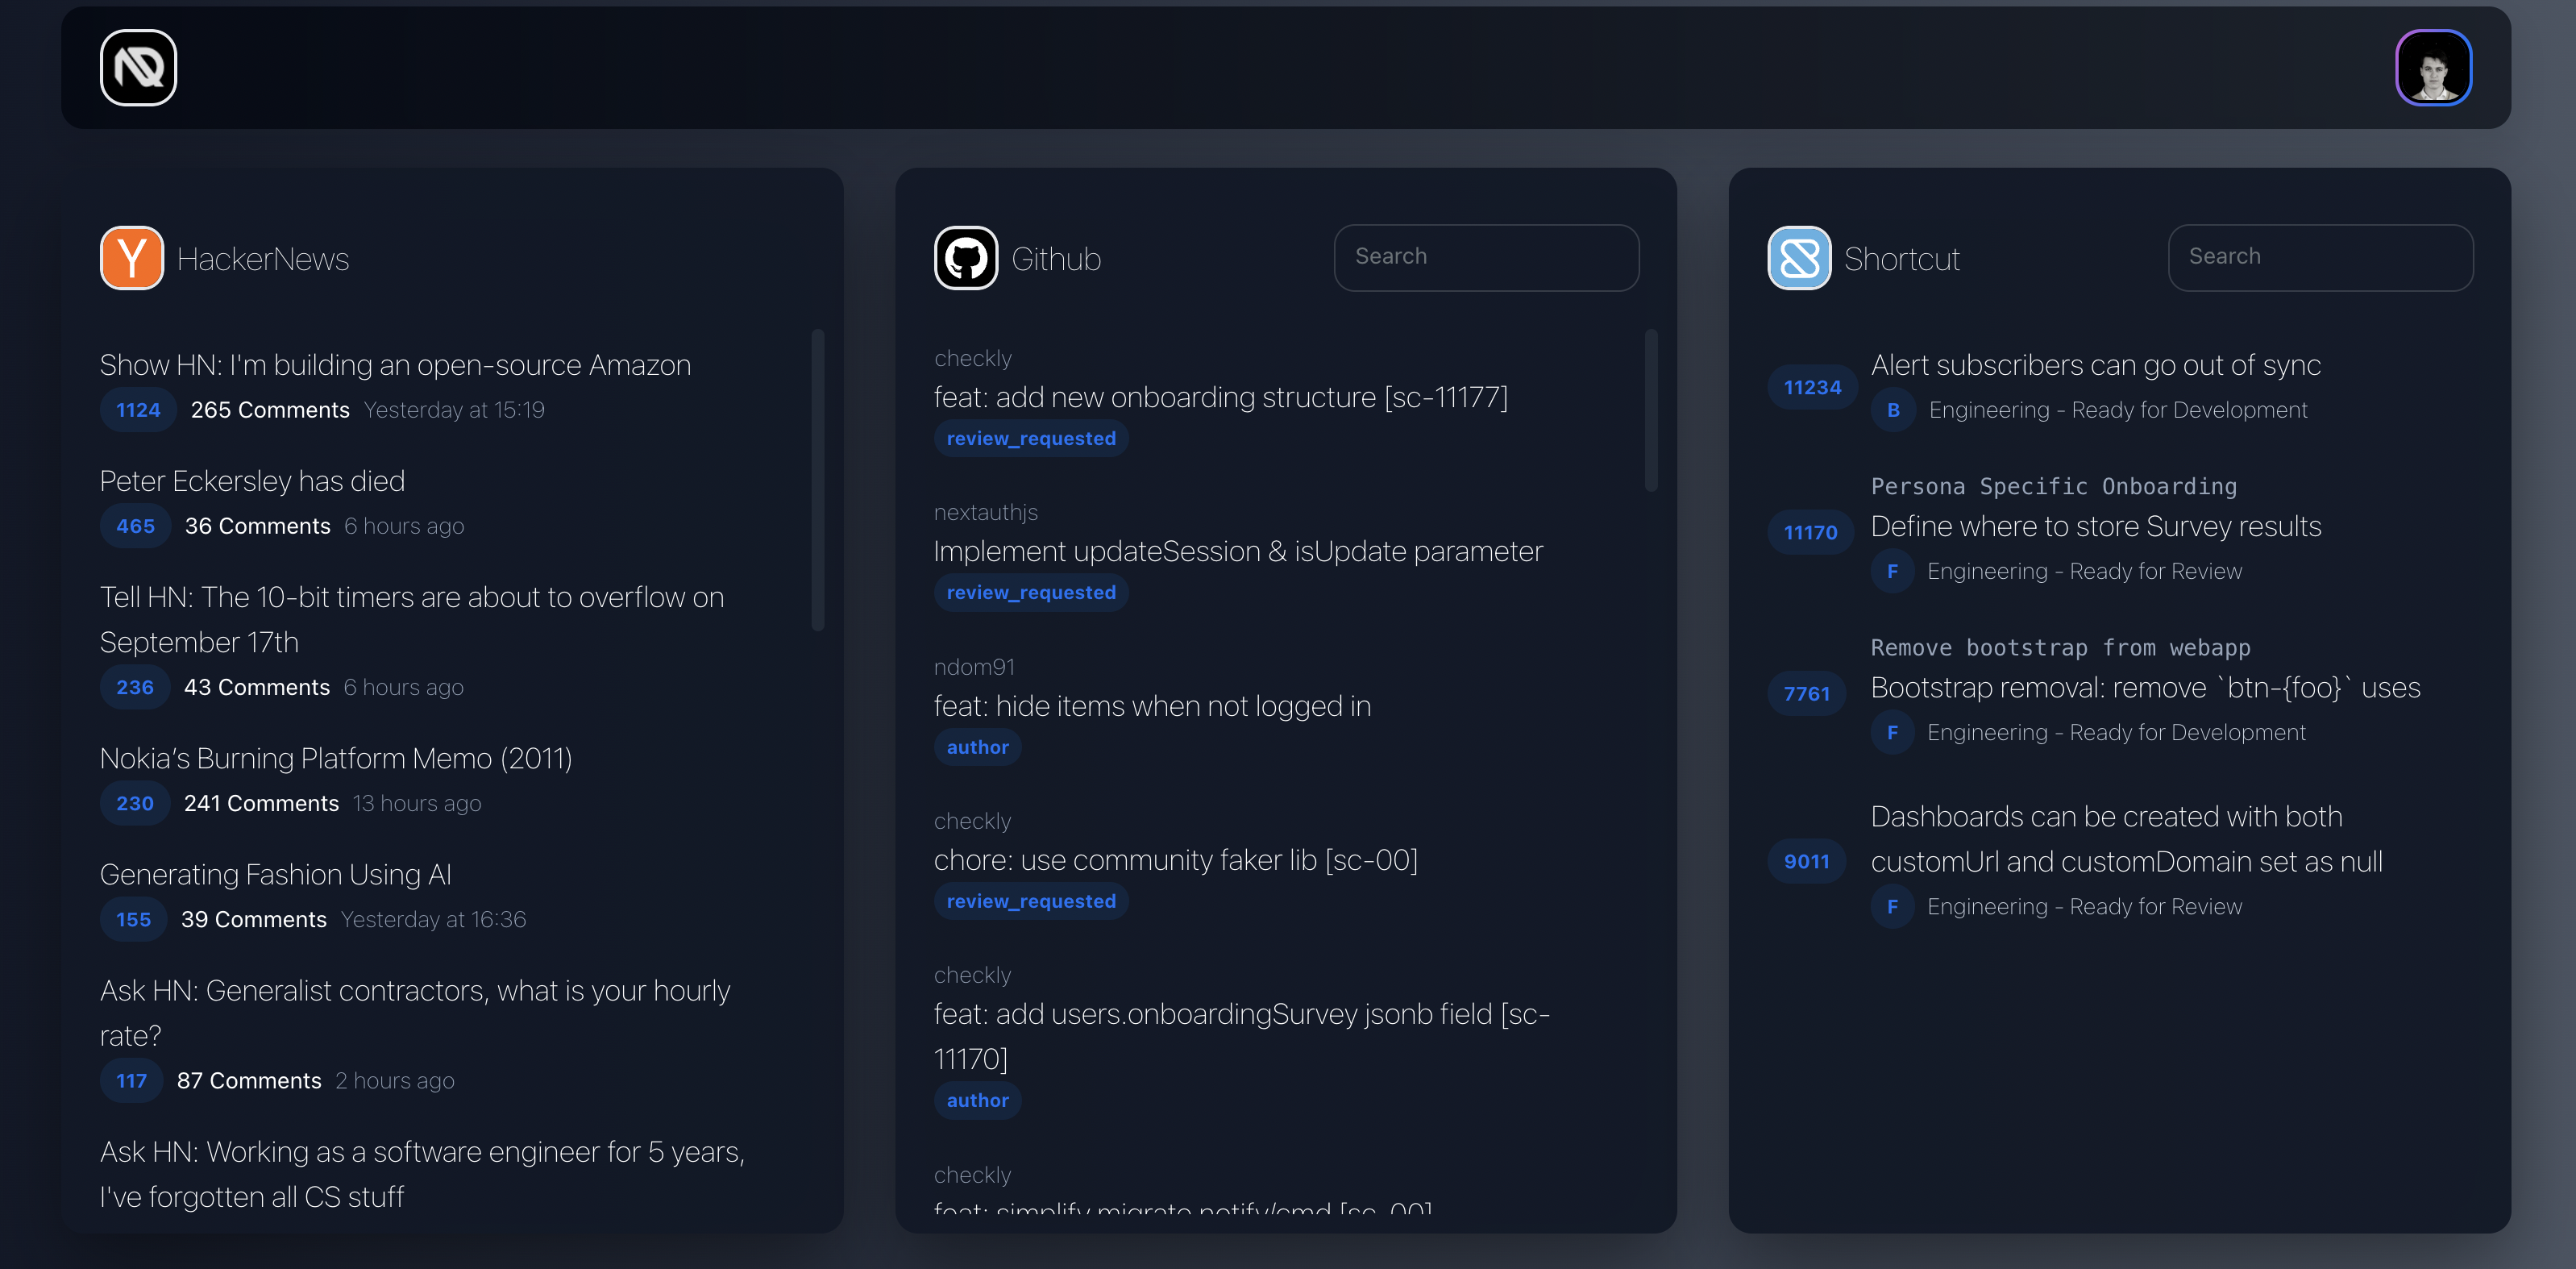 HackerNews
Show HN: I'm building an open-source Amazon
1124 265 Comments Yesterday at 15:19
Peter Eckersley has died
465 36 Comments 6 hours ago
Tell HN: The 10-bit timers are about to overflow on
September 17th
236 43 Comments 6 hours ago
Nokia’s Burning Platform Memo (2011)
230 241 Comments 13 hours ago
Generating Fashion Using AI
155 39 Comments Yesterday at 16:36
Ask HN: Generalist contractors, what is your hourly
rate?
117 87 Comments 2 hours ago
Ask HN: Working as a software engineer for 5 years,
I've forgotten all CS stuff
Github
Search
checkly
feat: add new onboarding structure [sc-11177]
review_requested
nextauthjs
Implement updateSession & isUpdate parameter
review_requested
ndom91
feat: hide items when not logged in
author
checkly
chore: use community faker lib [sc-00]
review_requested
checkly
feat: add users.onboardingSurvey jsonb field [sc-
11170]
author
checkly
feat: simplify migrate notify/cmd [sc-00]
Shortcut
Search
Alert subscribers can go out of sync
11234
B Engineering - Ready for Development
Persona Specific Onboarding
11170 Define where to store Survey results
F Engineering - Ready for Review
Remove bootstrap from webapp
7761 Bootstrap removal: remove `btn-{foo}` uses
F Engineering - Ready for Development
Dashboards can be created with both
9011 customUrl and customDomain set as null
F Engineering - Ready for Review